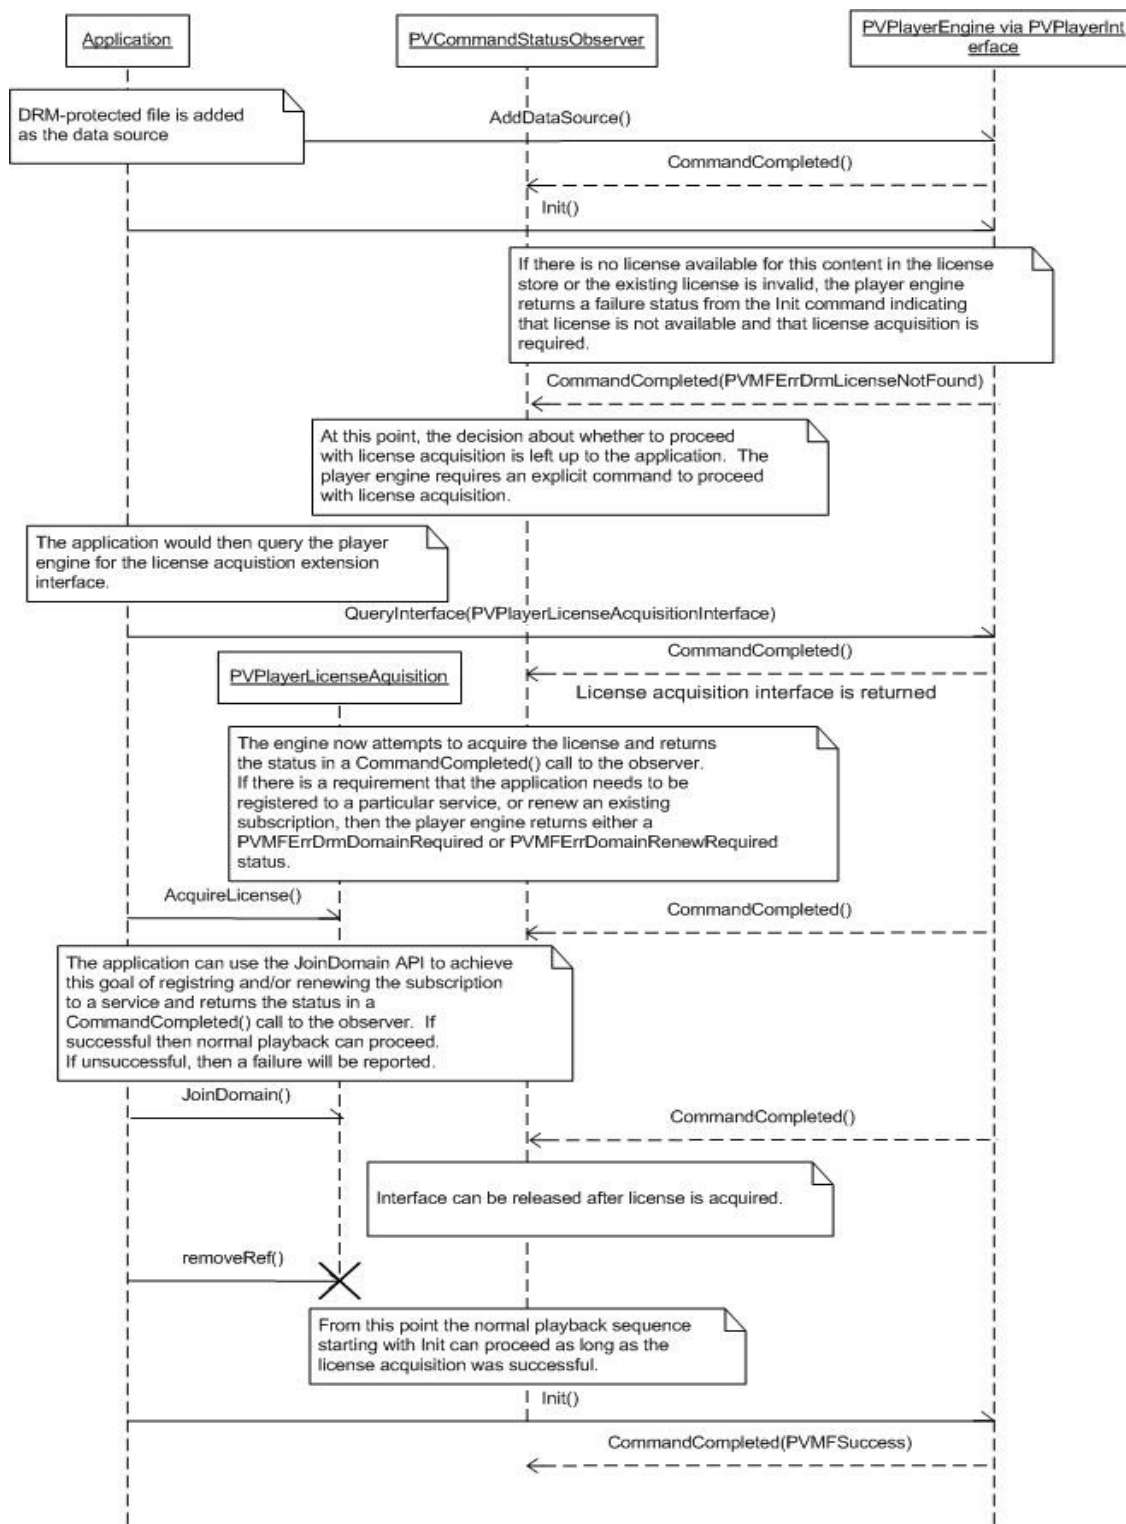 Application
PVCommandStatusObserver
PVPlayerEngine via PVPlayerInt
erface
DRM-protected file is added
as the data source
AddDataSource()
CommandCompleted()
Init()
If there is no license available for this content in the license
store or the existing license is invalid, the player engine
returns a failure status from the Init command indicating
that license is not available and that license acquisition is
required.
CommandCompleted(PVMFErrDrmLicenseNotFound)
At this point, the decision about whether to proceed
with license acquisition is left up to the application. The
player engine requires an explicit command to proceed
with license acquisition.
The application would then query the player
engine for the license acquistion extension
interface.
QueryInterface(PVPlayerLicenseAcquisitionInterface)
CommandCompleted()
License acquisition interface is returned
PVPlayerLicenseAquisition
The engine now attempts to acquire the license and returns
the status in a CommandCompleted() call to the observer.
If there is a requirement that the application needs to be
registered to a particular service, or renew an existing
subscription, then the player engine returns either a
PVMFErrDrmDomainRequired or PVMFErrDomainRenewRequired
status.
AcquireLicense()
CommandCompleted()
The application can use the JoinDomain API to achieve
this goal of registring and/or renewing the subscription
to a service and returns the status in a
CommandCompleted() call to the observer. If
successful then normal playback can proceed.
If unsuccessful, then a failure will be reported.
JoinDomain()
CommandCompleted()
Interface can be released after license is acquired.
removeRef()
From this point the normal playback sequence
starting with Init can proceed as long as the
license acquisition was successful.
Init()
CommandCompleted(PVMFSuccess)